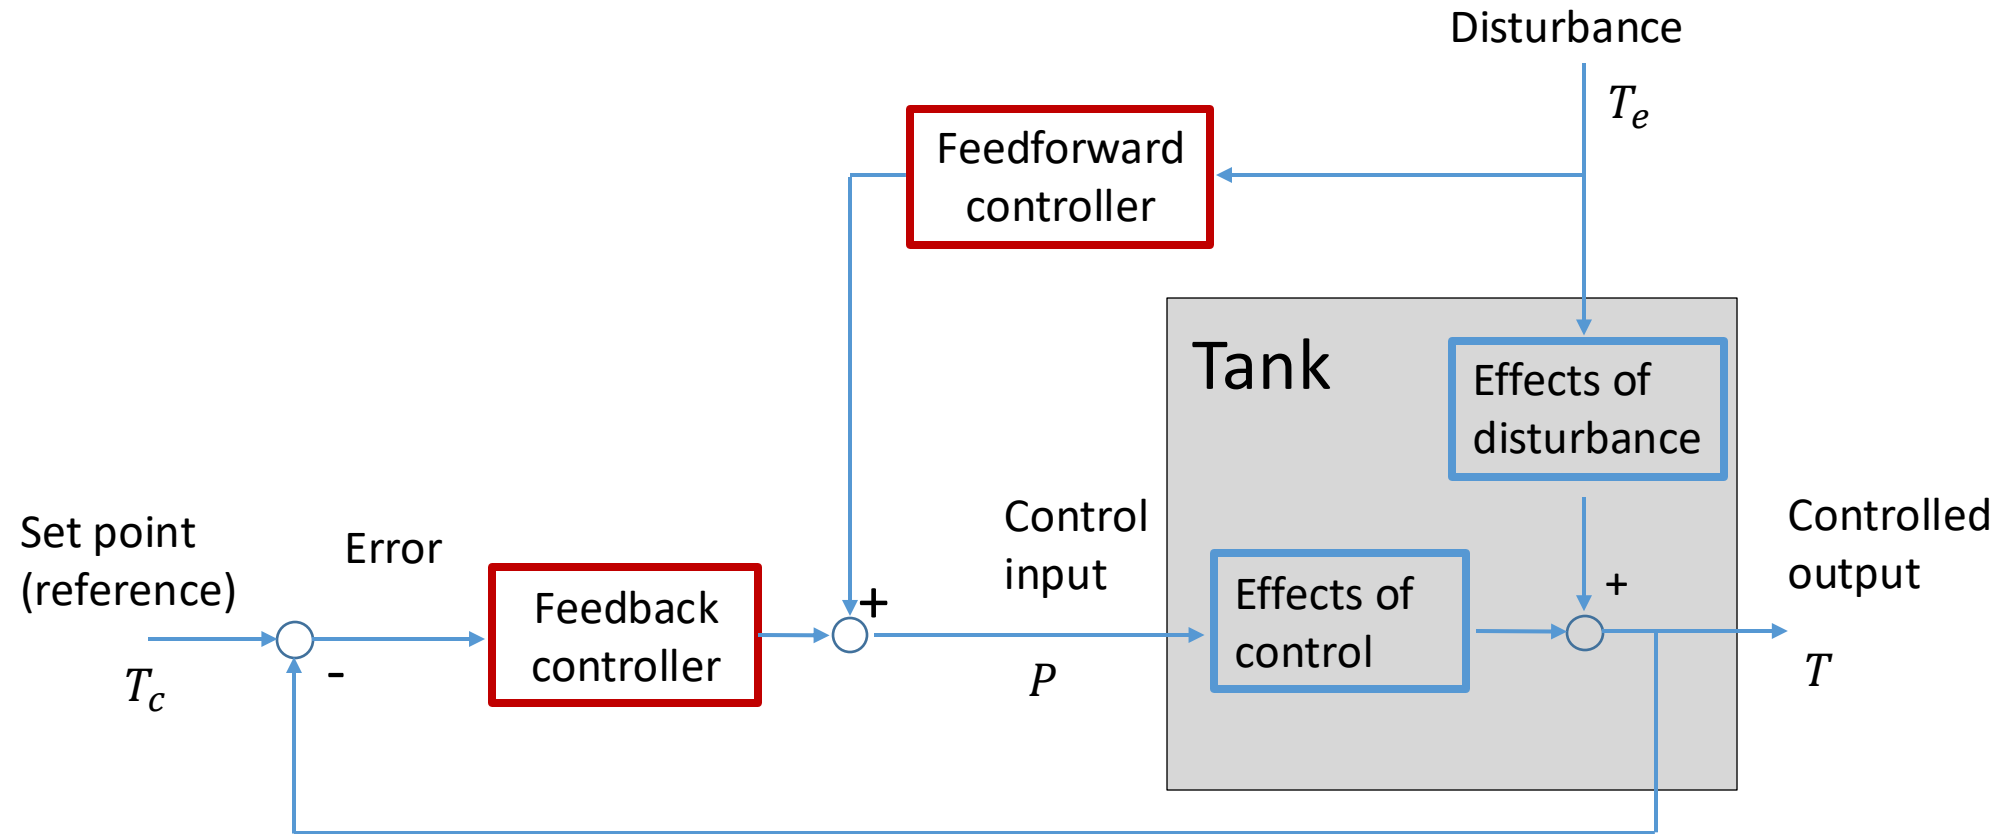 Disturbance
Tₑ
Feedforward
controller
Tank
Effects of
disturbance
Set point
(reference)
T_c
Error
-
Feedback
controller
+
Control
input
P
Effects of
control
+
Controlled
output
T